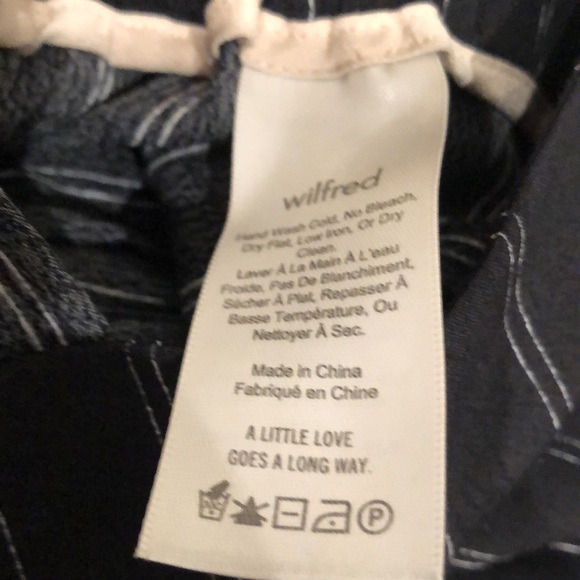 wilfred
Hand Wash Cold, No Bleach,
Dry Flat, Low Iron, Or Dry
Clean.
Laver À La Main À L'eau
Froide, Pas De Blanchiment,
Sècher À Plat, Repasser À
Basse Température, Ou
Nettoyer À Sec.
Made in China
Fabriqué en Chine
A LITTLE LOVE
GOES A LONG WAY.
P